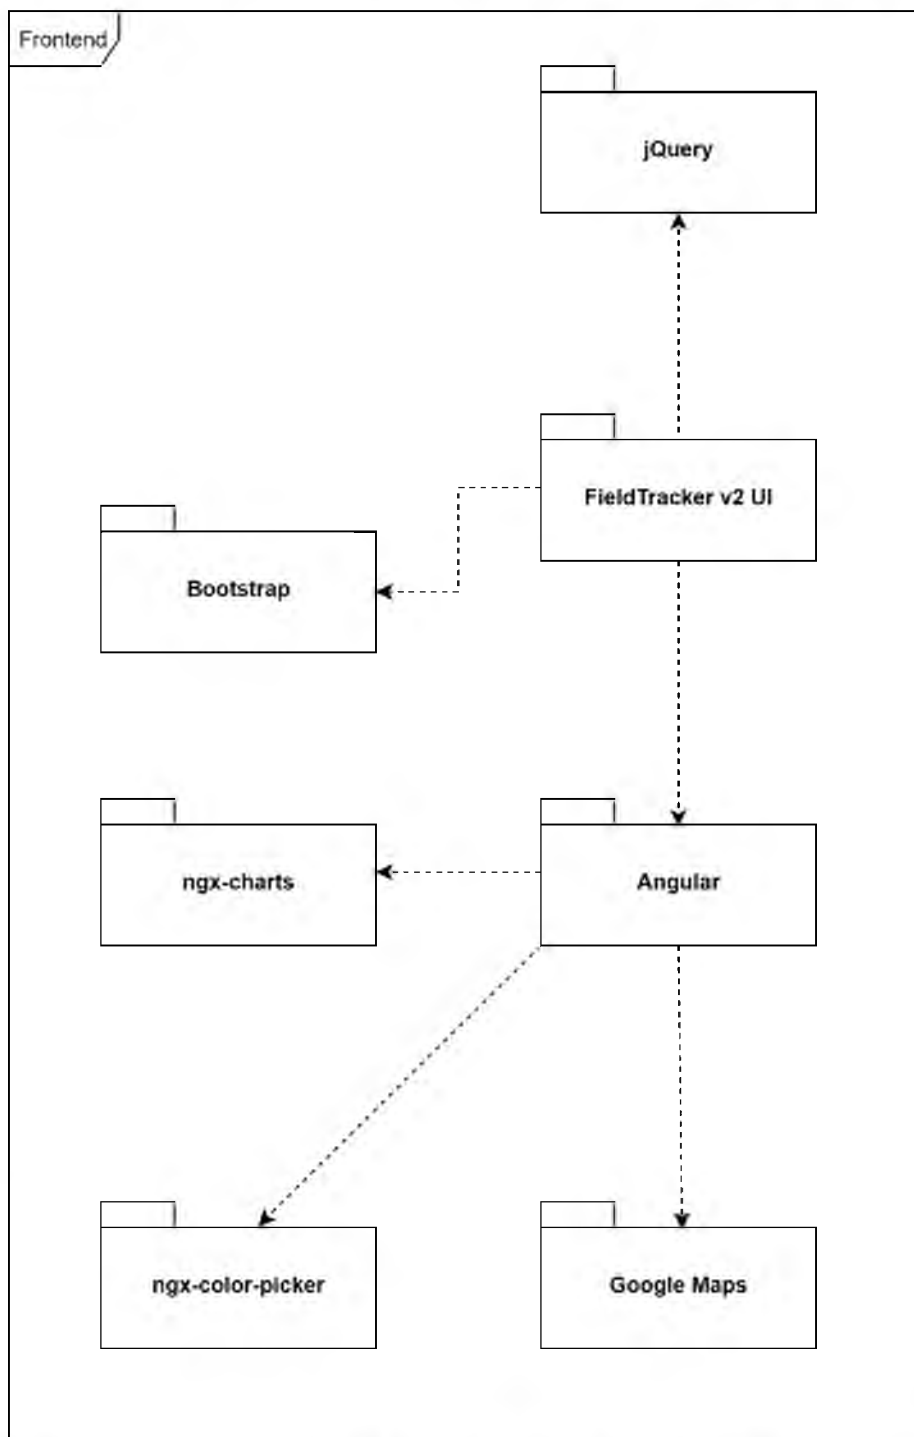 Frontend
jQuery
FieldTracker v2 UI
Bootstrap
ngx-charts
Angular
ngx-color-picker
Google Maps